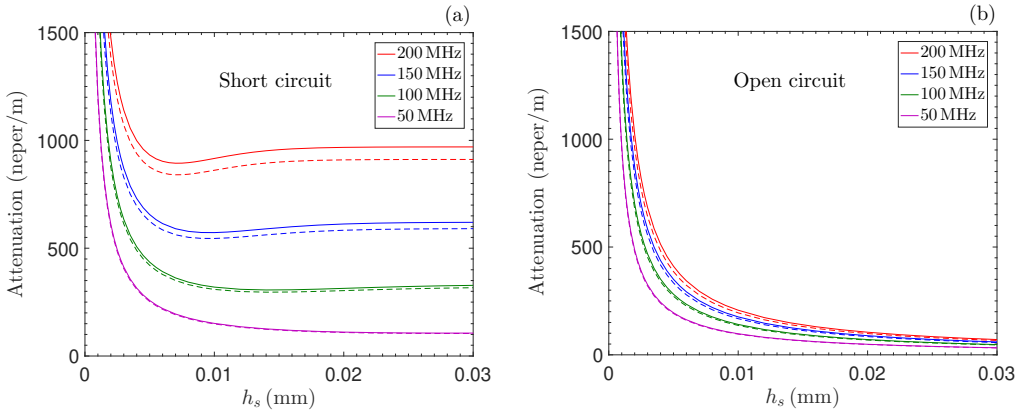 (a)
1500
1000
500
0
Attenuation (neper/m)
Short circuit
200 MHz
150 MHz
100 MHz
50 MHz
0
0.01
0.02
0.03
h_s (mm)
(b)
1500
1000
500
0
Attenuation (neper/m)
Open circuit
200 MHz
150 MHz
100 MHz
50 MHz
0
0.01
0.02
0.03
h_s (mm)